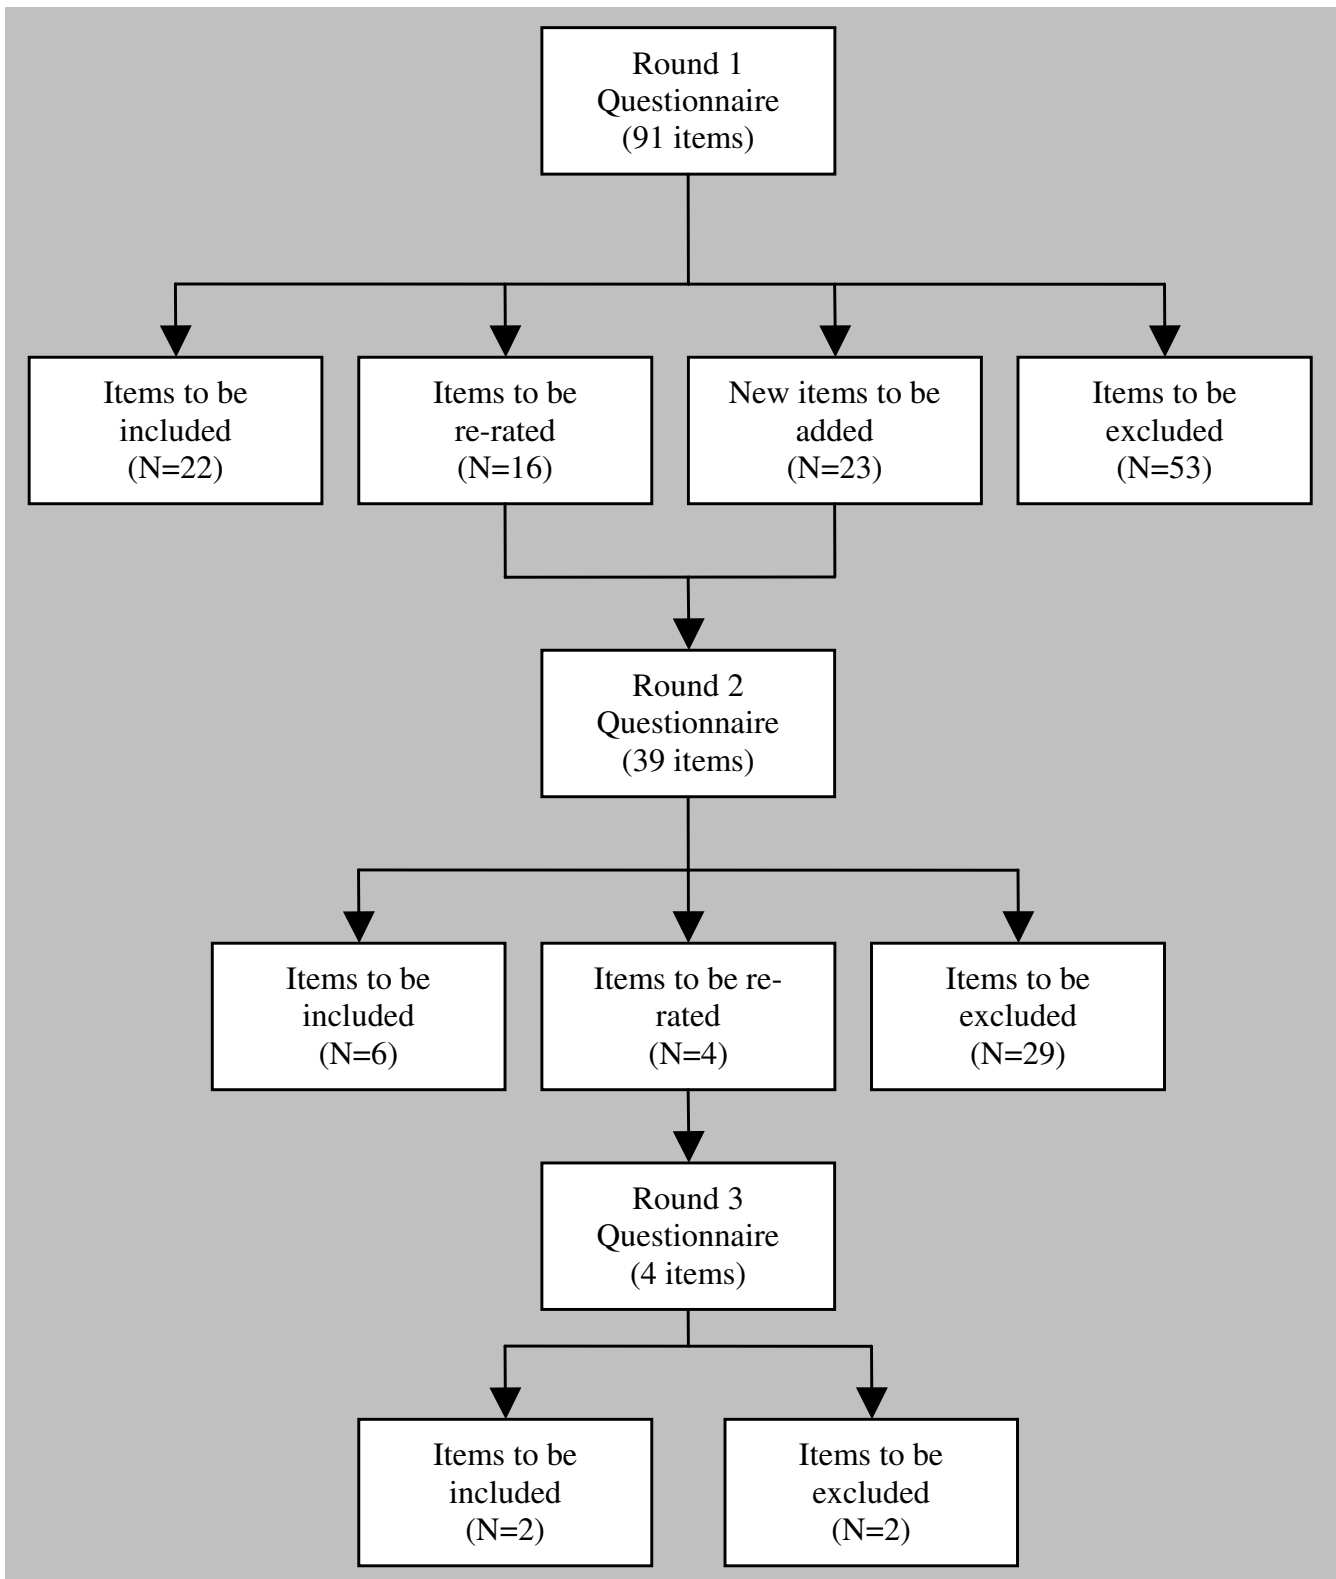 Round 1
Questionnaire
(91 items)
Items to be
included
(N=22)
Items to be
re-rated
(N=16)
New items to be
added
(N=23)
Items to be
excluded
(N=53)
Round 2
Questionnaire
(39 items)
Items to be
included
(N=6)
Items to be re-
rated
(N=4)
Items to be
excluded
(N=29)
Round 3
Questionnaire
(4 items)
Items to be
included
(N=2)
Items to be
excluded
(N=2)